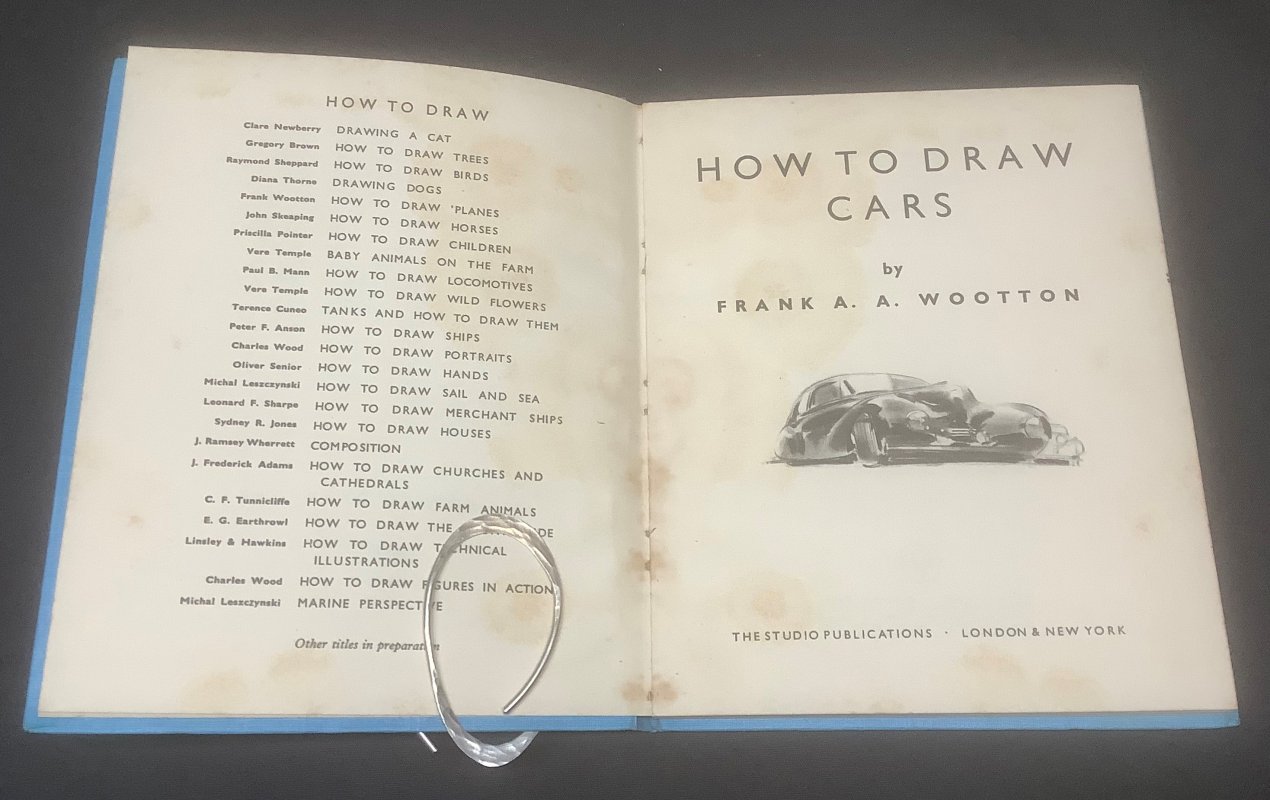 HOW TO DRAW
Clare Newberry DRAWING A CAT
Gregory Brown HOW TO DRAW TREES
Raymond Sheppard HOW TO DRAW BIRDS
Diana Thorne DRAWING DOGS
Frank Wootton HOW TO DRAW 'PLANES
John Skeaping HOW TO DRAW HORSES
Priscilla Pointer HOW TO DRAW CHILDREN
Vere Temple BABY ANIMALS ON THE FARM
Paul B. Mann HOW TO DRAW LOCOMOTIVES
Vere Temple HOW TO DRAW WILD FLOWERS
Terence Cuneo TANKS AND HOW TO DRAW THEM
Peter F. Anson HOW TO DRAW SHIPS
Charles Wood HOW TO DRAW PORTRAITS
Oliver Senior HOW TO DRAW HANDS
Michal Leszczynski HOW TO DRAW SAIL AND SEA
Leonard F. Sharpe HOW TO DRAW MERCHANT SHIPS
Sydney R. Jones HOW TO DRAW HOUSES
J. Ramsey Wherrett COMPOSITION
J. Frederick Adams HOW TO DRAW CHURCHES AND
CATHEDRALS
C. F. Tunnicliffe HOW TO DRAW FARM ANIMALS
E. G. Earthrowl HOW TO DRAW THE
Linsley & Hawkins HOW TO DRAW TECHNICAL
ILLUSTRATIONS
Charles Wood HOW TO DRAW FIGURES IN ACTION
Michal Leszczynski MARINE PERSPECTIVE
Other titles in preparation
HOW TO DRAW
CARS
by
FRANK A. A. WOOTTON
THE STUDIO PUBLICATIONS · LONDON & NEW YORK